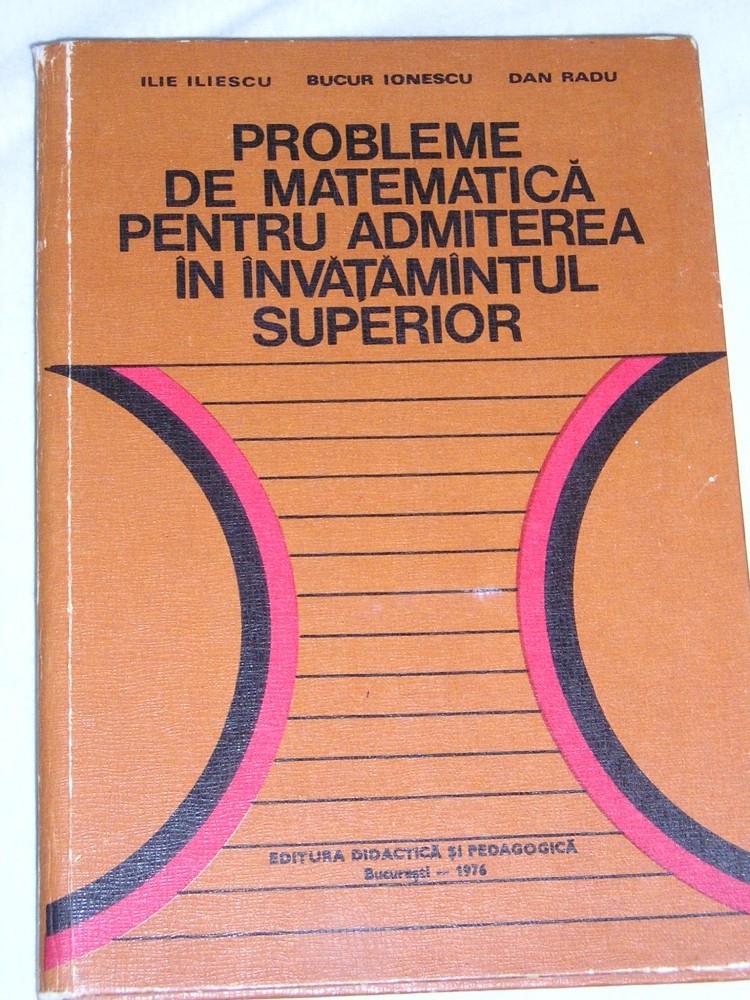 ILIE ILIESCU BUCUR IONESCU DAN RADU
PROBLEME
DE MATEMATICĂ
PENTRU ADMITEREA
ÎN ÎNVĂȚĂMÎNTUL
SUPERIOR
EDITURA DIDACTICĂ ȘI PEDAGOGICĂ
București — 1976